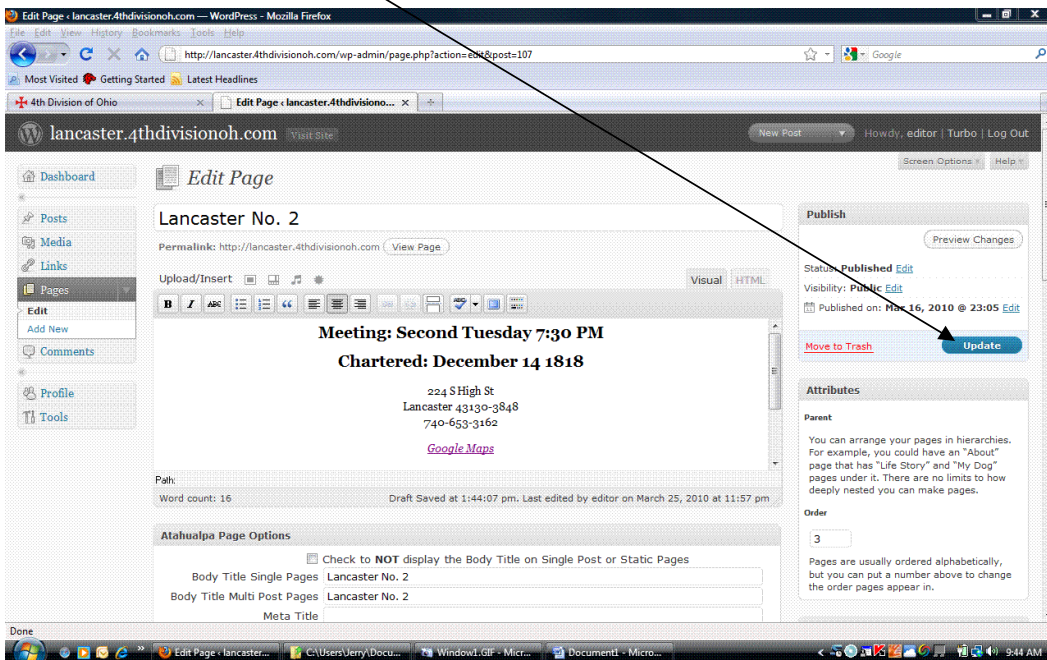 Edit Page ‹ lancaster.4thdivisionoh.com — WordPress - Mozilla Firefox
File Edit View History Bookmarks Tools Help
http://lancaster.4thdivisionoh.com/wp-admin/page.php?action=edit&post=107
Google
Most Visited Getting Started Latest Headlines
4th Division of Ohio
Edit Page ‹ lancaster.4thdivisiono...
lancaster.4thdivisionoh.com Visit Site
New Post
Howdy, editor | Turbo | Log Out
Screen Options Help
Dashboard
Posts
Media
Links
Pages
Edit
Add New
Comments
Profile
Tools
Edit Page
Lancaster No. 2
Permalink: http://lancaster.4thdivisionoh.com View Page
Upload/Insert
Visual HTML
B I ABC
Meeting: Second Tuesday 7:30 PM
Chartered: December 14 1818
224 S High St
Lancaster 43130-3848
740-653-3162
Google Maps
Path:
Word count: 16 Draft Saved at 1:44:07 pm. Last edited by editor on March 25, 2010 at 11:57 pm
Atahualpa Page Options
Check to NOT display the Body Title on Single Post or Static Pages
Body Title Single Pages Lancaster No. 2
Body Title Multi Post Pages Lancaster No. 2
Meta Title
Publish
Preview Changes
Status: Published Edit
Visibility: Public Edit
Published on: Mar 16, 2010 @ 23:05 Edit
Move to Trash Update
Attributes
Parent
You can arrange your pages in hierarchies.
For example, you could have an "About"
page that has "Life Story" and "My Dog"
pages under it. There are no limits to how
deeply nested you can make pages.
Order
3
Pages are usually ordered alphabetically,
but you can put a number above to change
the order pages appear in.
Done
Edit Page ‹ lancaster... C:\Users\Jerry\Docu... Window1.GIF - Micr... Document1 - Micro... 9:44 AM